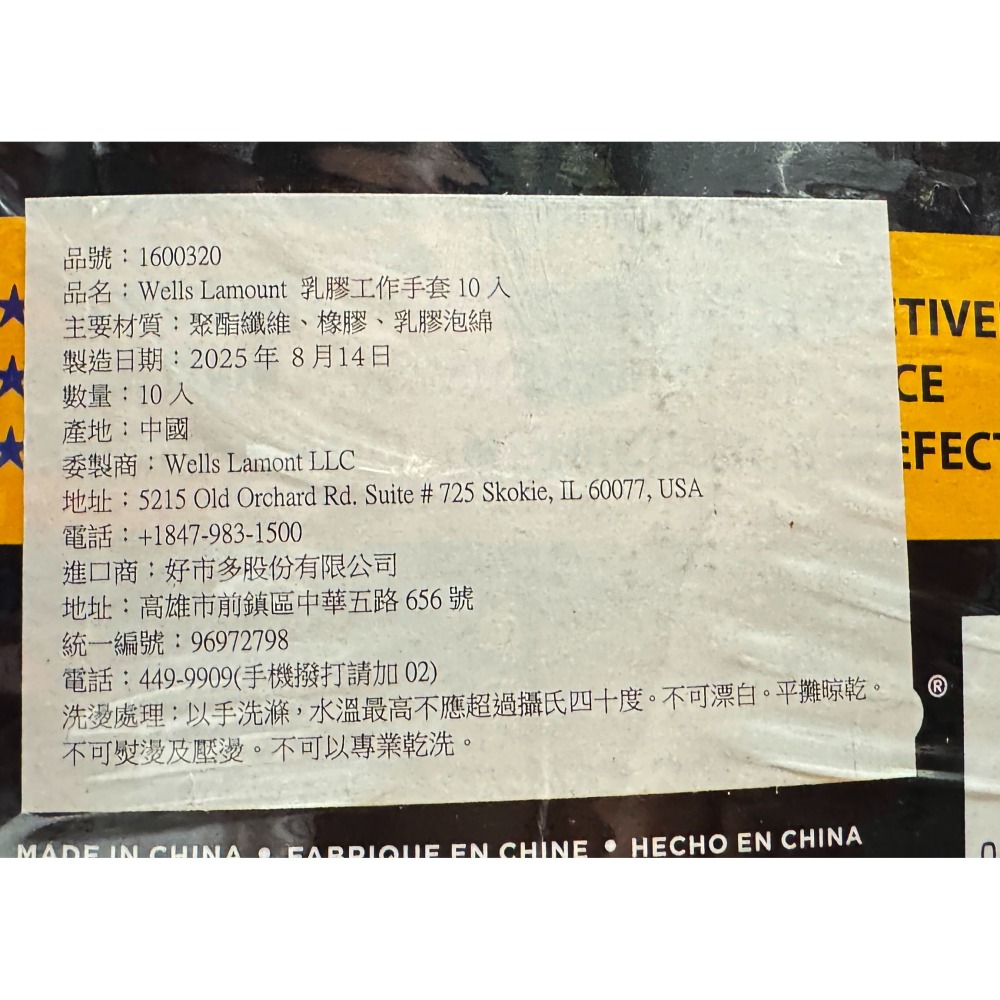 品號：1600320
品名：Wells Lamount 乳膠工作手套 10 入
主要材質：聚酯纖維、橡膠、乳膠泡綿
製造日期：2025 年 8 月14日
數量：10 入
產地：中國
委製商：Wells Lamont LLC
地址：5215 Old Orchard Rd. Suite # 725 Skokie, IL 60077, USA
電話：+1847-983-1500
進口商：好市多股份有限公司
地址：高雄市前鎮區中華五路 656 號
統一編號：96972798
電話：449-9909(手機撥打請加 02)
洗燙處理：以手洗滌，水溫最高不應超過攝氏四十度。不可漂白。平攤晾乾。
不可熨燙及壓燙。不可以專業乾洗。
TIVE
CE
EFECT
®
MADE IN CHINA • FABRIQUE EN CHINE • HECHO EN CHINA